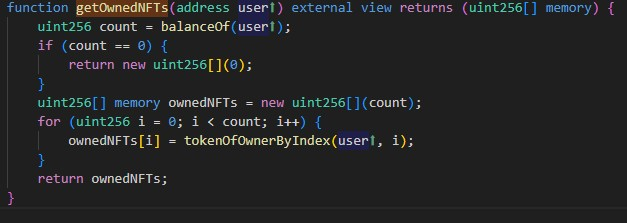 function getOwnedNFTs(address user⬆) external view returns (uint256[] memory) {
    uint256 count = balanceOf(user⬆);
    if (count == 0) {
        return new uint256[](0);
    }
    uint256[] memory ownedNFTs = new uint256[](count);
    for (uint256 i = 0; i < count; i++) {
        ownedNFTs[i] = tokenOfOwnerByIndex(user⬆, i);
    }
    return ownedNFTs;
}